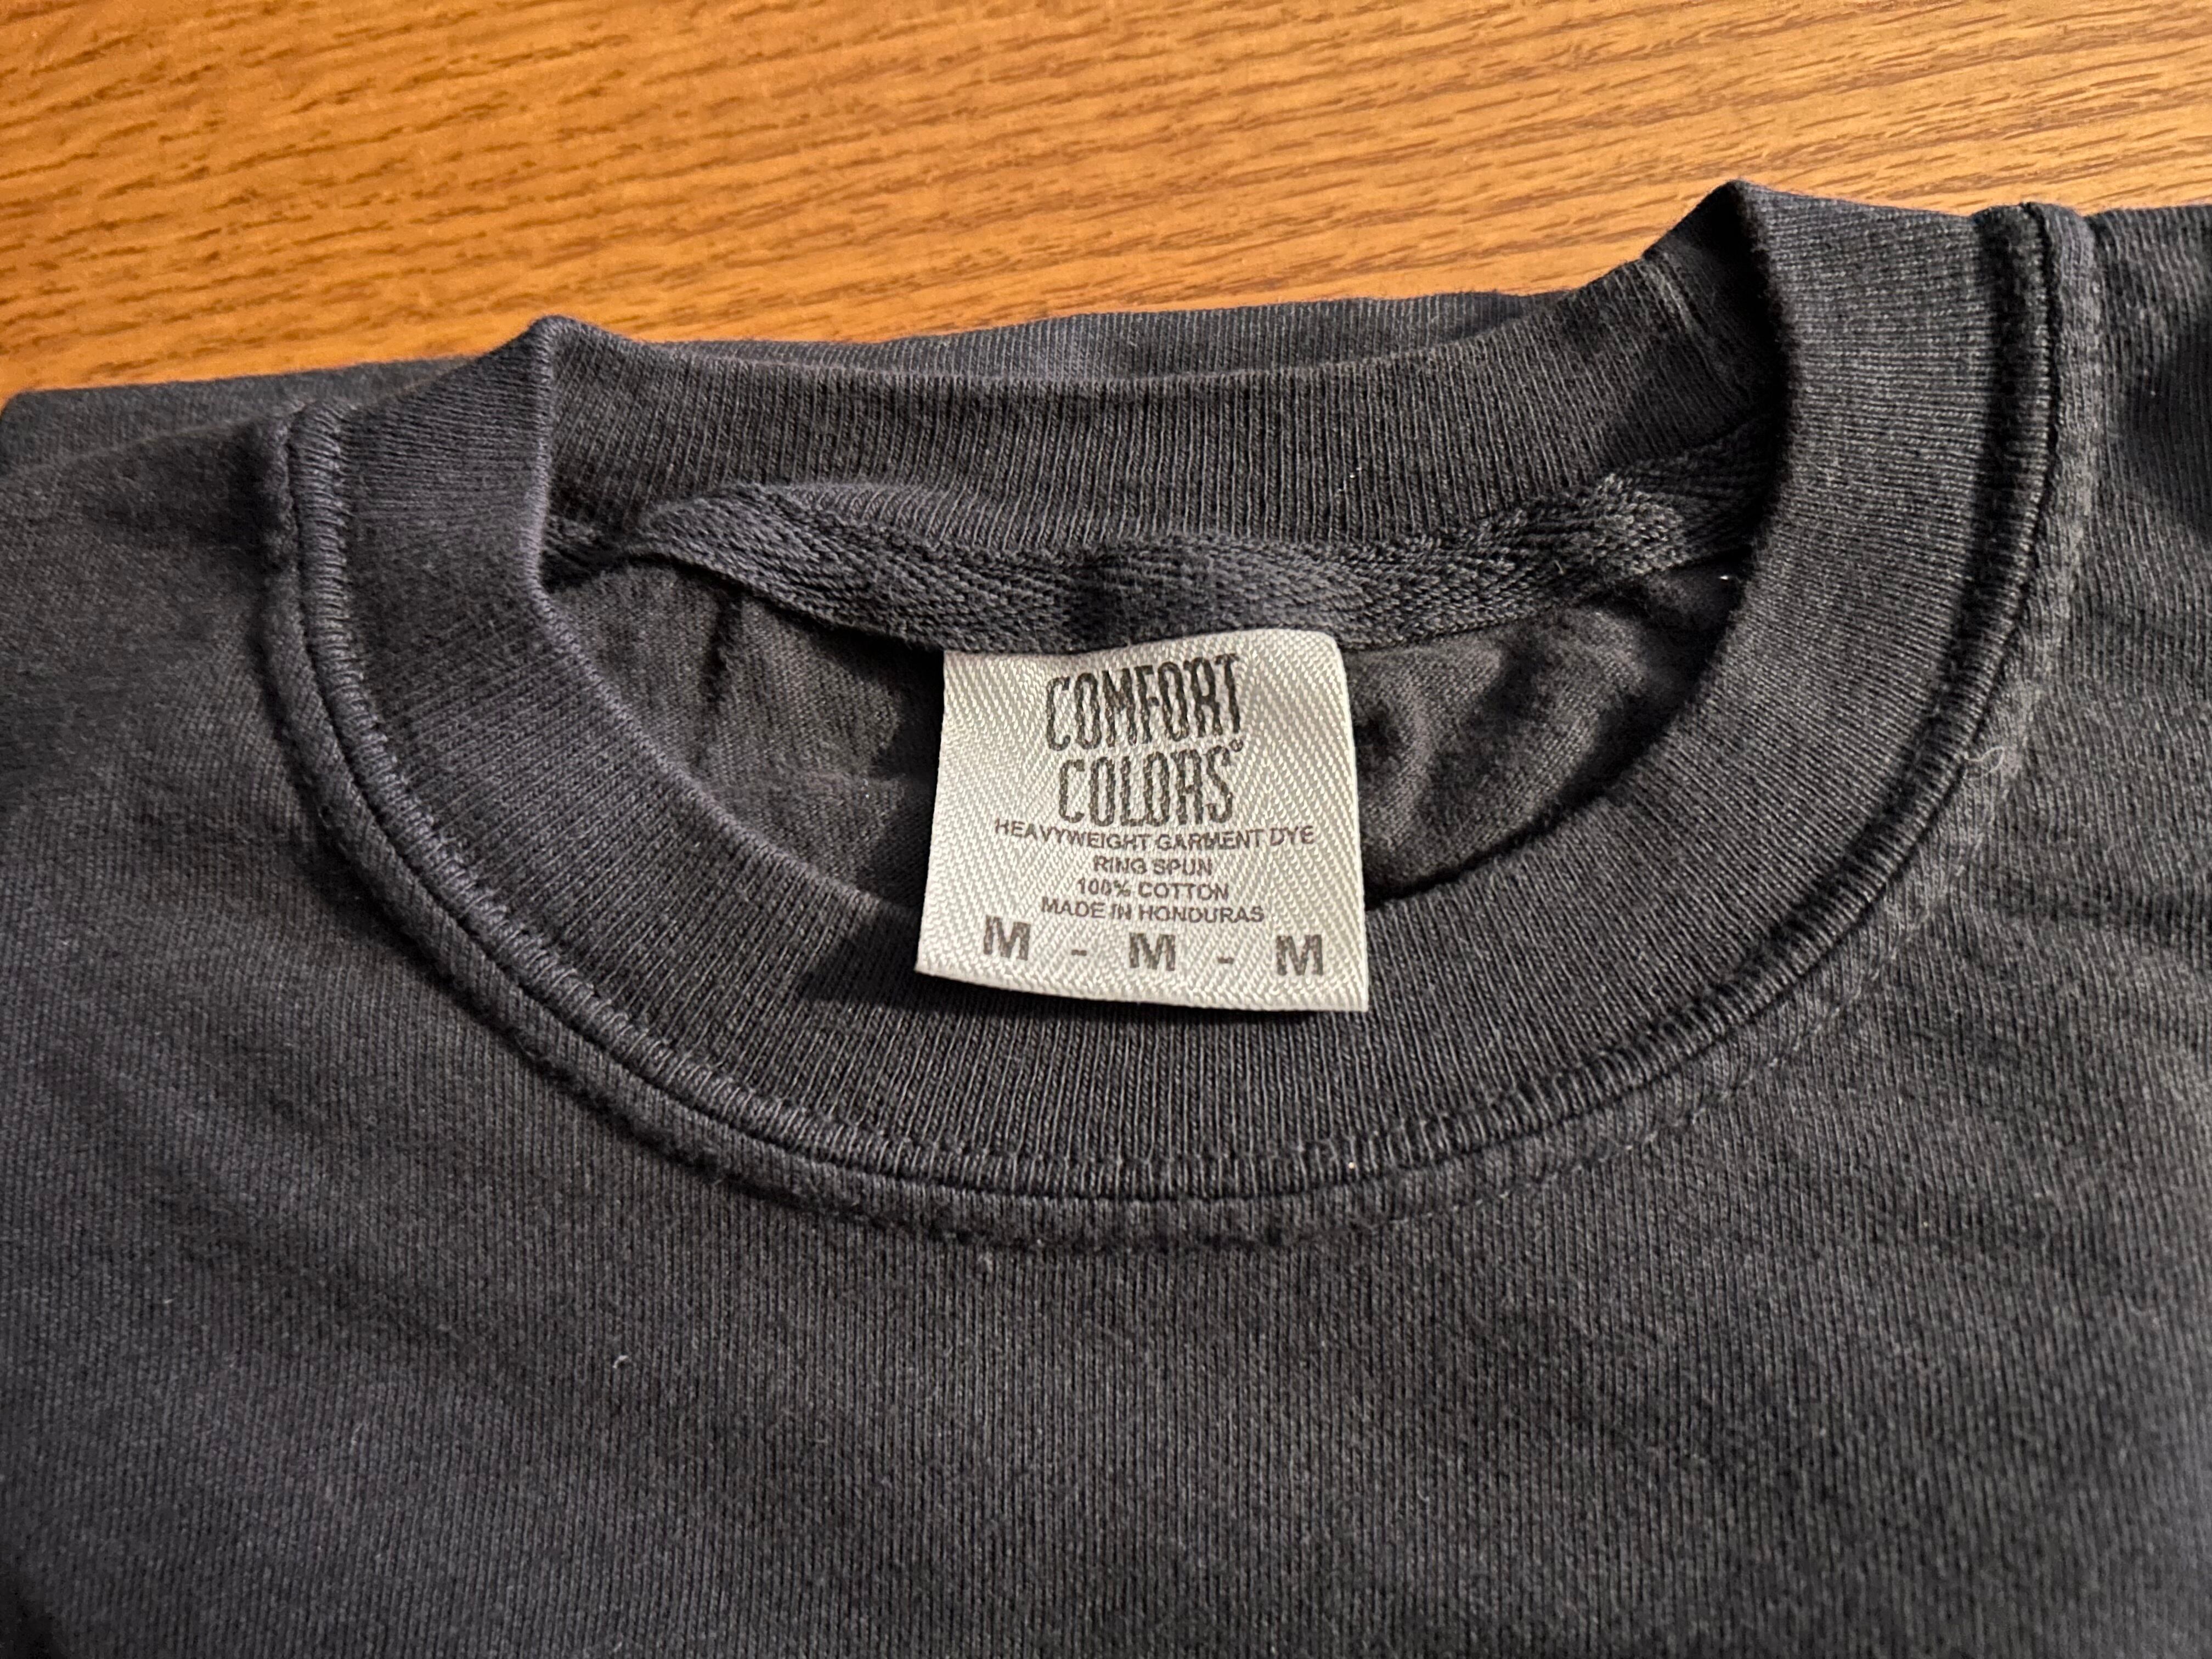 COMFORT
COLORS®
HEAVYWEIGHT GARMENT DYE
RING SPUN
100% COTTON
MADE IN HONDURAS
M - M - M